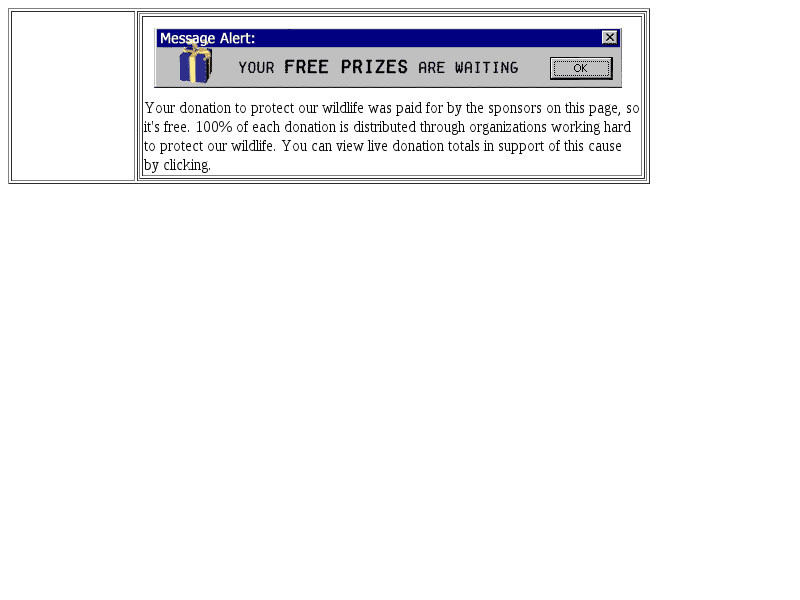 Message Alert:
YOUR FREE PRIZES ARE WAITING
OK
Your donation to protect our wildlife was paid for by the sponsors on this page, so
it's free. 100% of each donation is distributed through organizations working hard
to protect our wildlife. You can view live donation totals in support of this cause
by clicking.